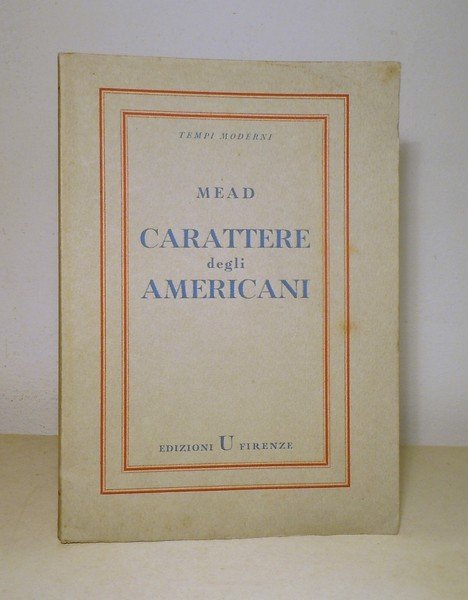 TEMPI MODERNI
MEAD
CARATTERE
degli
AMERICANI
EDIZIONI U FIRENZE